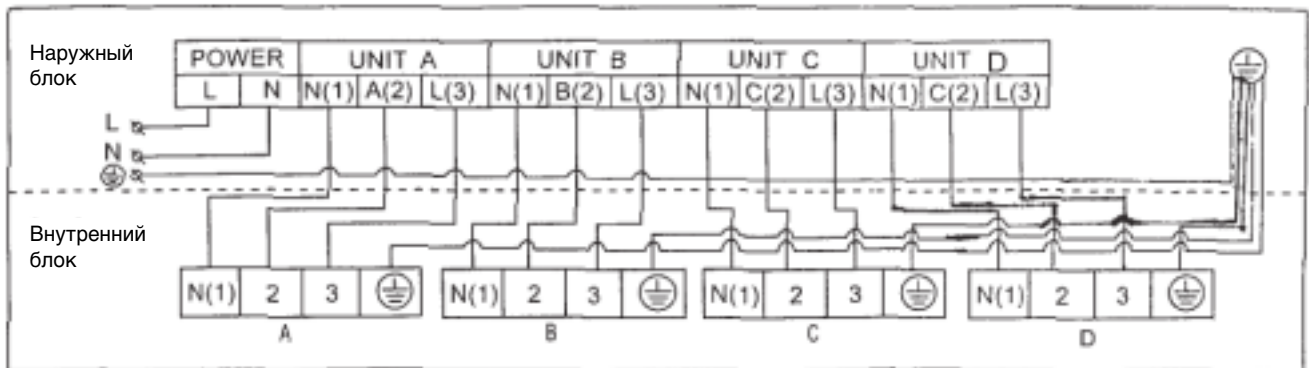 Наружный
блок
POWER UNIT A UNIT B UNIT C UNIT D
L N N(1) A(2) L(3) N(1) B(2) L(3) N(1) C(2) L(3) N(1) C(2) L(3)
L
N
Внутренний
блок
N(1) 2 3 N(1) 2 3 N(1) 2 3 N(1) 2 3
A B C D